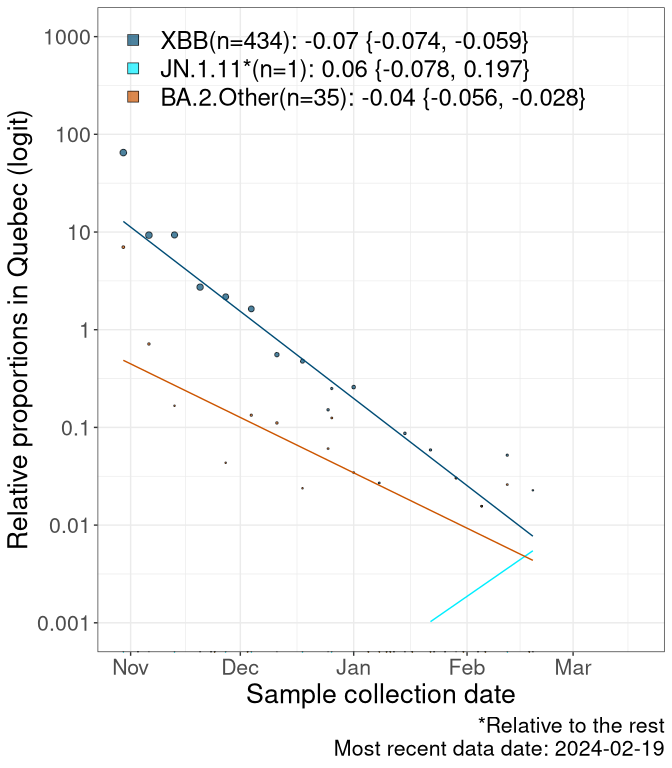 XBB(n=434): -0.07 {-0.074, -0.059}
JN.1.11*(n=1): 0.06 {-0.078, 0.197}
BA.2.Other(n=35): -0.04 {-0.056, -0.028}
Relative proportions in Quebec (logit)
1000
100
10
1
0.1
0.01
0.001
Nov Dec Jan Feb Mar
Sample collection date
*Relative to the rest
Most recent data date: 2024-02-19